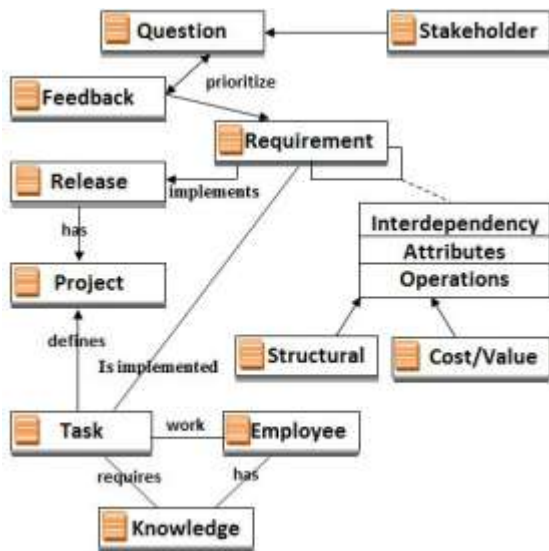 Question
Stakeholder
prioritize
Feedback
Requirement
Release
implements
has
Interdependency
Attributes
Operations
Project
defines
Is implemented
Structural
Cost/Value
Task
work
Employee
requires
has
Knowledge